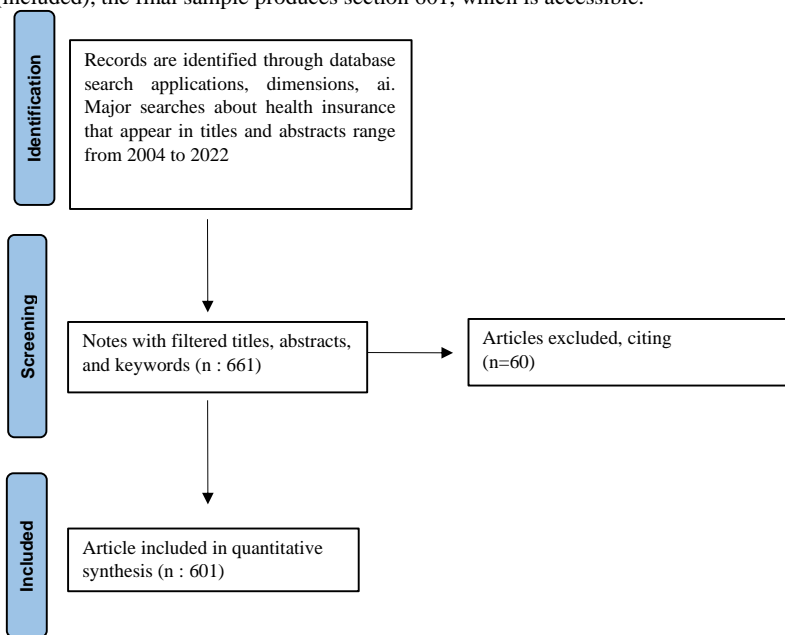 (included), the final sample produces section 601, which is accessible.
Identification
Records are identified through database
search applications, dimensions, ai.
Major searches about health insurance
that appear in titles and abstracts range
from 2004 to 2022
Screening
Notes with filtered titles, abstracts,
and keywords (n : 661)
Articles excluded, citing
(n=60)
Included
Article included in quantitative
synthesis (n : 601)